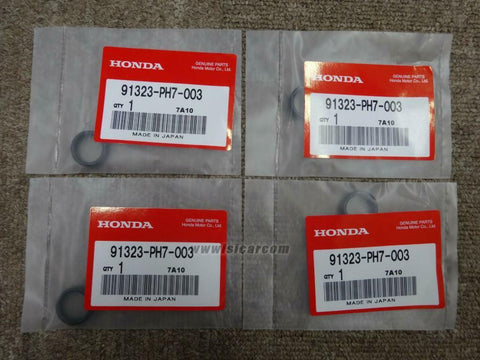 HONDA
GENUINE PARTS
Honda Motor Co., Ltd.
91323-PH7-003
QTY 1 7A10
MADE IN JAPAN
HONDA
GENUINE PARTS
Honda Motor Co., Ltd.
91323-PH7-003
QTY 1 7A10
MADE IN JAPAN
HONDA
GENUINE PARTS
Honda Motor Co., Ltd.
91323-PH7-003
QTY 1 7A10
MADE IN JAPAN
HONDA
GENUINE PARTS
Honda Motor Co., Ltd.
91323-PH7-003
QTY 1 7A10
MADE IN JAPAN